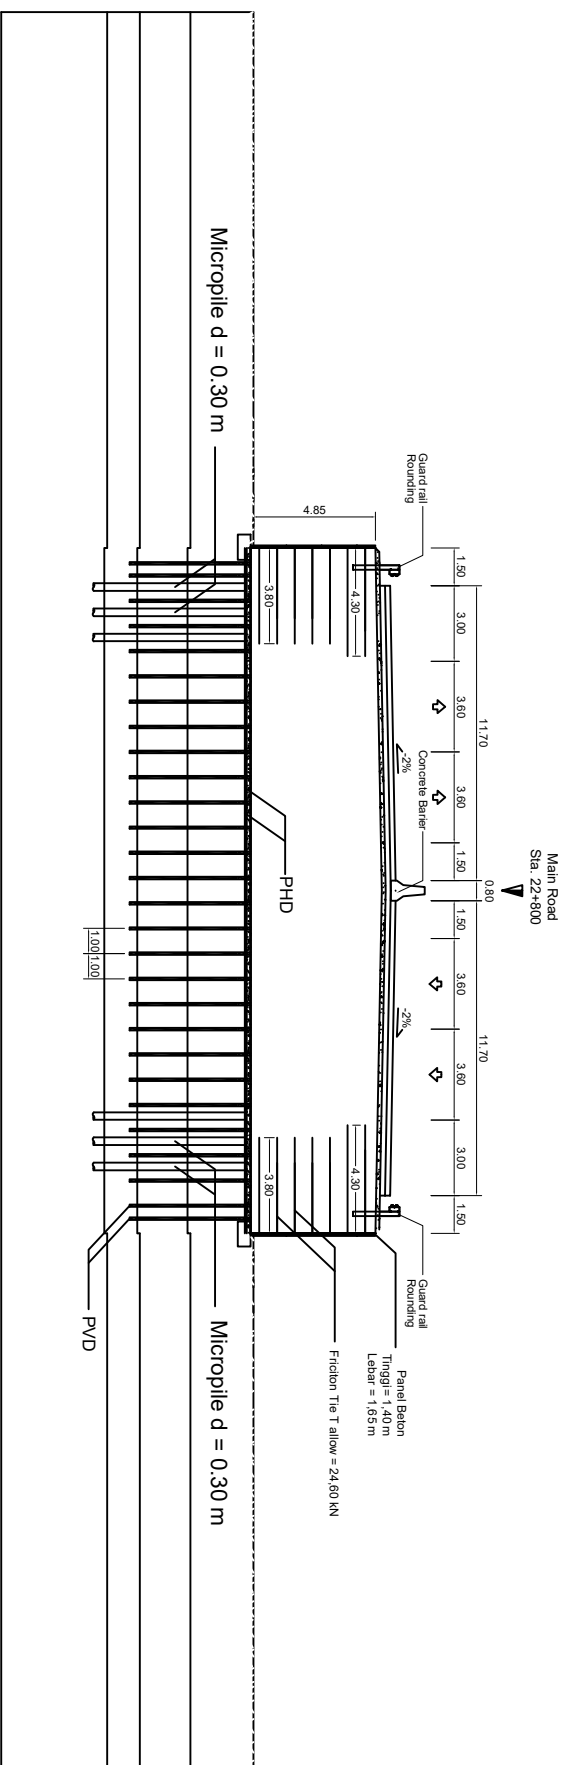 Main Road
Sta. 22+800
11.70
0.80
11.70
1.50
3.00
3.60
3.60
1.50
1.50
3.60
3.60
3.00
1.50
Guard rail
Rounding
-2%
Concrete Barier
-2%
Guard rail
Rounding
4.85
4.30
3.80
4.30
3.80
Panel Beton
Tinggi = 1,40 m
Lebar = 1,65 m
Friciton Tie T allow = 24,60 kN
PHD
Micropile d = 0.30 m
Micropile d = 0.30 m
1.00
1.00
PVD